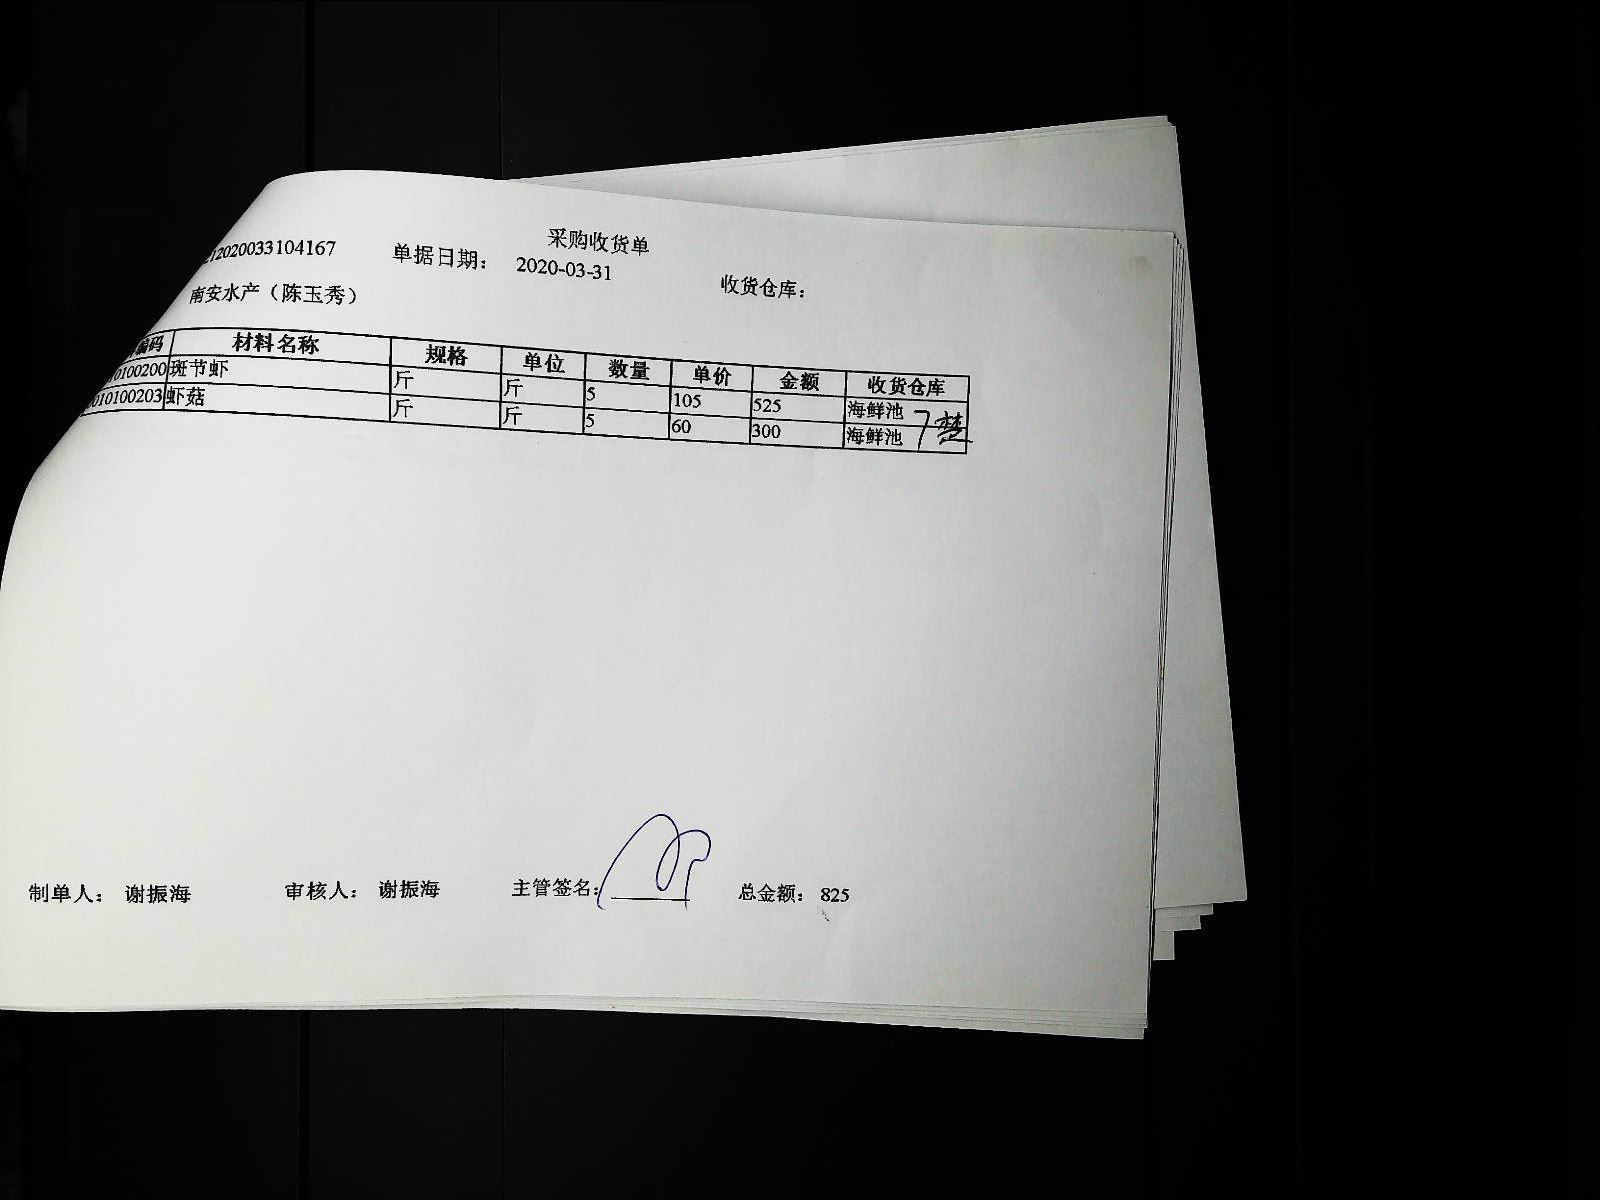 采购收货单
12020033104167 单据日期： 2020-03-31 收货仓库：
南安水产（陈玉秀）
编码 材料名称 规格 单位 数量 单价 金额 收货仓库
0100200 斑节虾 斤 斤 5 105 525 海鲜池
010100203 虾菇 斤 斤 5 60 300 海鲜池
制单人： 谢振海 审核人： 谢振海 主管签名： 总金额： 825